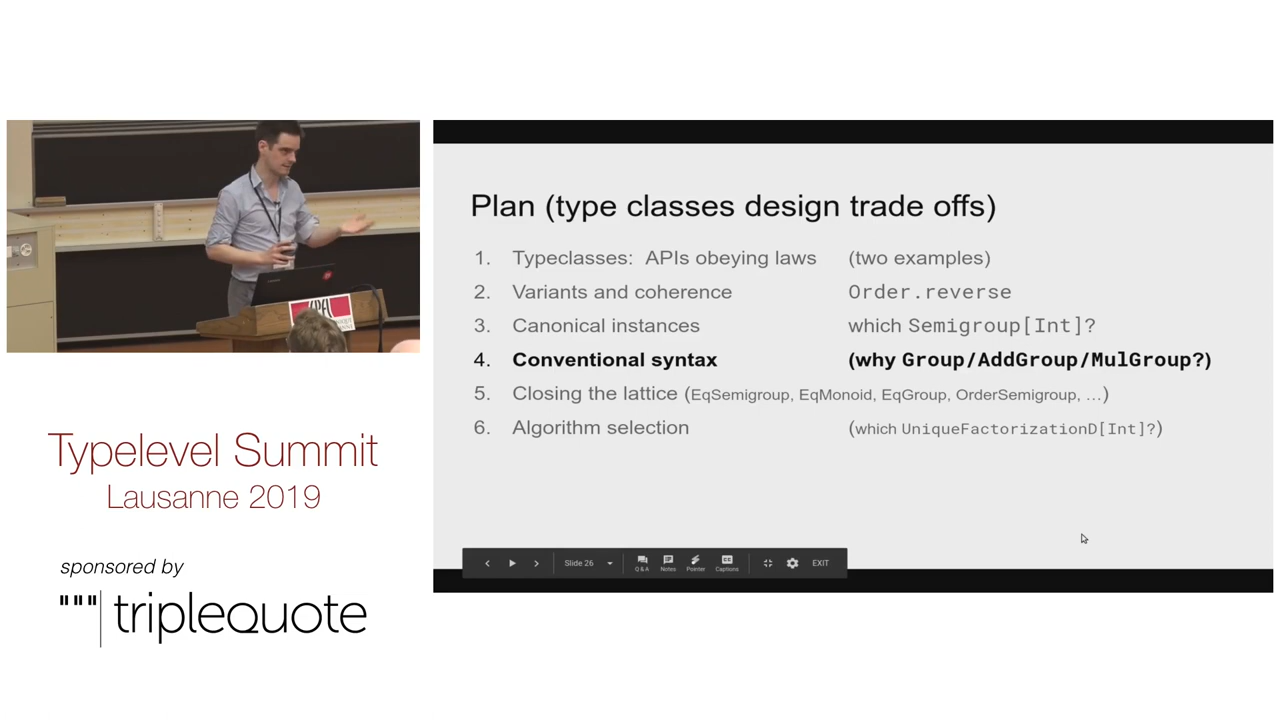 Plan (type classes design trade offs)
1. Typeclasses: APIs obeying laws (two examples)
2. Variants and coherence Order.reverse
3. Canonical instances which Semigroup[Int]?
4. Conventional syntax (why Group/AddGroup/MulGroup?)
5. Closing the lattice (EqSemigroup, EqMonoid, EqGroup, OrderSemigroup, …)
6. Algorithm selection (which UniqueFactorizationD[Int]?)
Slide 26
Q & A
Notes
Pointer
Captions
EXIT
Typelevel Summit
Lausanne 2019
sponsored by
"""|triplequote